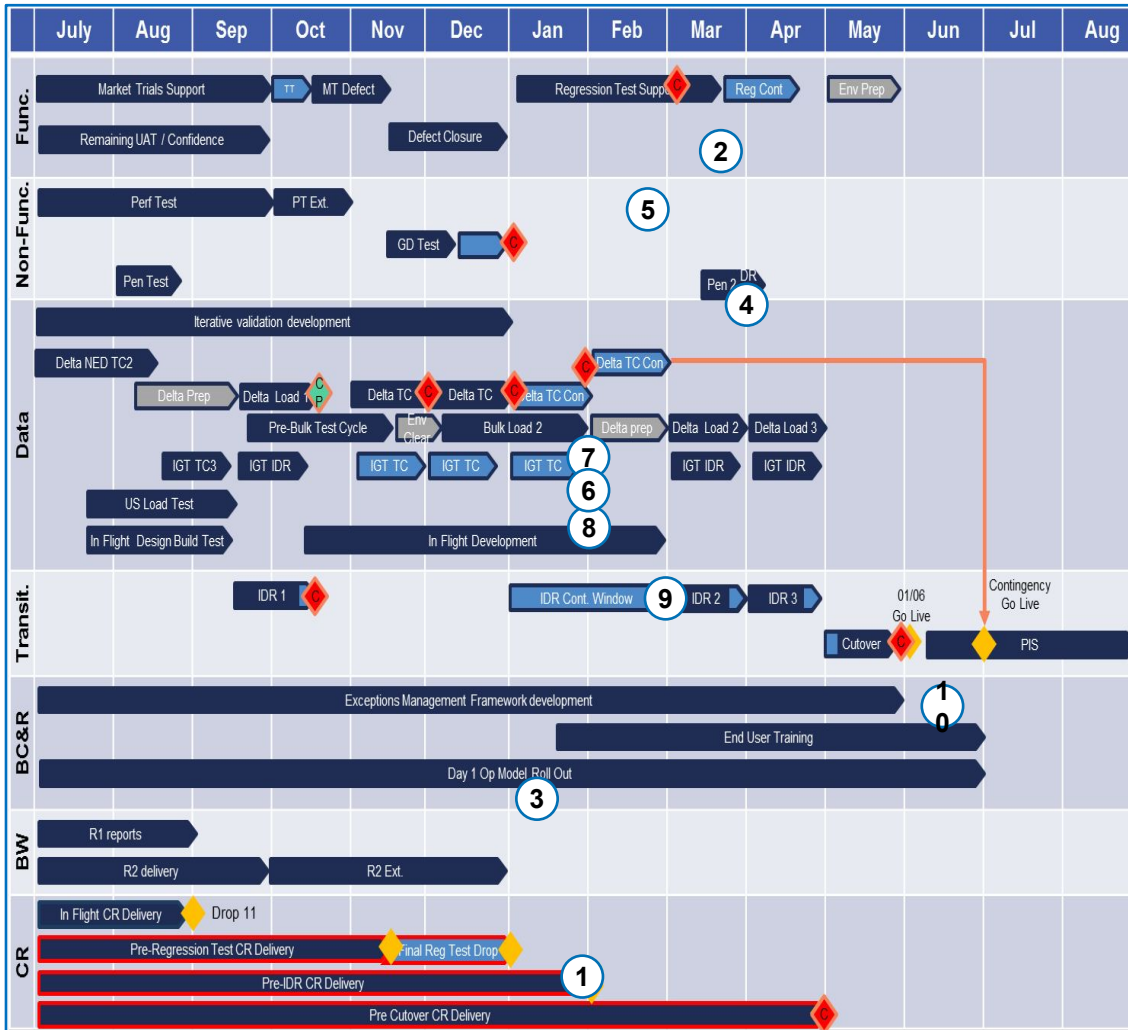 July Aug Sep Oct Nov Dec Jan Feb Mar Apr May Jun Jul Aug
Func.
Market Trials Support
TT
MT Defect
Regression Test Suppo
C
Reg Cont
Env Prep
Remaining UAT / Confidence
Defect Closure
2
Non-Func.
Perf Test
PT Ext.
5
GD Test
C
Pen Test
Pen 2
DR
4
Data
Iterative validation development
Delta NED TC2
C
Delta TC Con
Delta Prep
Delta Load 1
C
P
Delta TC
C
Delta TC
C
Delta TC Con
Pre-Bulk Test Cycle
Env
Clear
Bulk Load 2
Delta prep
Delta Load 2
Delta Load 3
IGT TC3
IGT IDR
IGT TC
IGT TC
IGT TC
7
IGT IDR
IGT IDR
US Load Test
6
In Flight Design Build Test
In Flight Development
8
Transit.
IDR 1
C
IDR Cont. Window
9
IDR 2
IDR 3
01/06
Go Live
Contingency
Go Live
Cutover
C
PIS
BC&R
Exceptions Management Framework development
1
0
End User Training
Day 1 Op Model Roll Out
3
BW
R1 reports
R2 delivery
R2 Ext.
CR
In Flight CR Delivery
Drop 11
Pre-Regression Test CR Delivery
Final Reg Test Drop
Pre-IDR CR Delivery
1
Pre Cutover CR Delivery
C